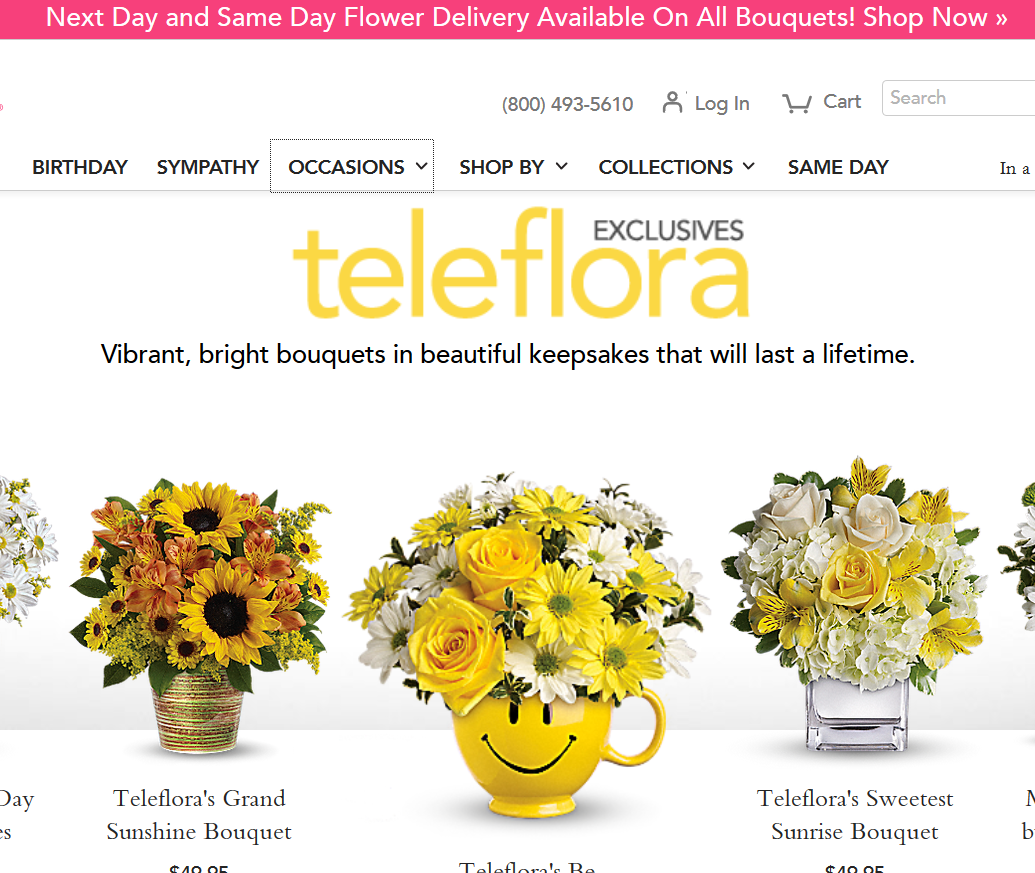 Next Day and Same Day Flower Delivery Available On All Bouquets! Shop Now »
(800) 493-5610 Log In Cart Search
BIRTHDAY SYMPATHY OCCASIONS SHOP BY COLLECTIONS SAME DAY In a
EXCLUSIVES
teleflora
Vibrant, bright bouquets in beautiful keepsakes that will last a lifetime.
Day
es
Teleflora's Grand
Sunshine Bouquet
$49.95
Teleflora's Be
Teleflora's Sweetest
Sunrise Bouquet
$49.95